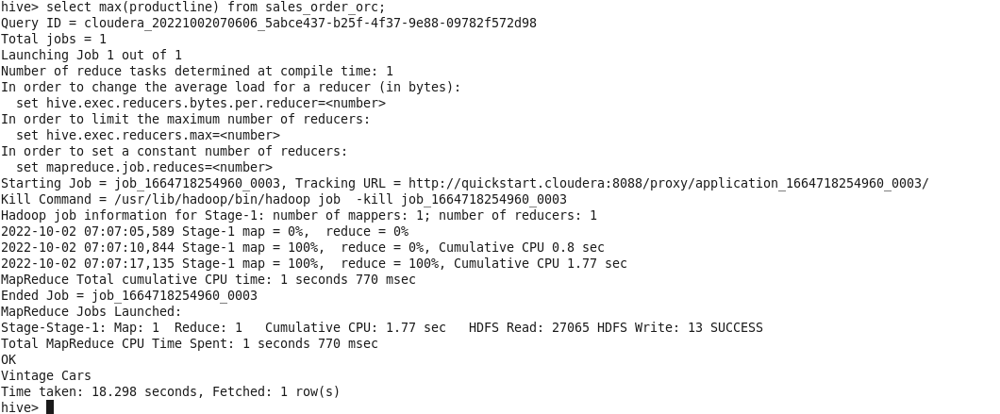 hive> select max(productline) from sales_order_orc;
Query ID = cloudera_20221002070606_5abce437-b25f-4f37-9e88-09782f572d98
Total jobs = 1
Launching Job 1 out of 1
Number of reduce tasks determined at compile time: 1
In order to change the average load for a reducer (in bytes):
  set hive.exec.reducers.bytes.per.reducer=<number>
In order to limit the maximum number of reducers:
  set hive.exec.reducers.max=<number>
In order to set a constant number of reducers:
  set mapreduce.job.reduces=<number>
Starting Job = job_1664718254960_0003, Tracking URL = http://quickstart.cloudera:8088/proxy/application_1664718254960_0003/
Kill Command = /usr/lib/hadoop/bin/hadoop job  -kill job_1664718254960_0003
Hadoop job information for Stage-1: number of mappers: 1; number of reducers: 1
2022-10-02 07:07:05,589 Stage-1 map = 0%,  reduce = 0%
2022-10-02 07:07:10,844 Stage-1 map = 100%,  reduce = 0%, Cumulative CPU 0.8 sec
2022-10-02 07:07:17,135 Stage-1 map = 100%,  reduce = 100%, Cumulative CPU 1.77 sec
MapReduce Total cumulative CPU time: 1 seconds 770 msec
Ended Job = job_1664718254960_0003
MapReduce Jobs Launched:
Stage-Stage-1: Map: 1  Reduce: 1   Cumulative CPU: 1.77 sec   HDFS Read: 27065 HDFS Write: 13 SUCCESS
Total MapReduce CPU Time Spent: 1 seconds 770 msec
OK
Vintage Cars
Time taken: 18.298 seconds, Fetched: 1 row(s)
hive>